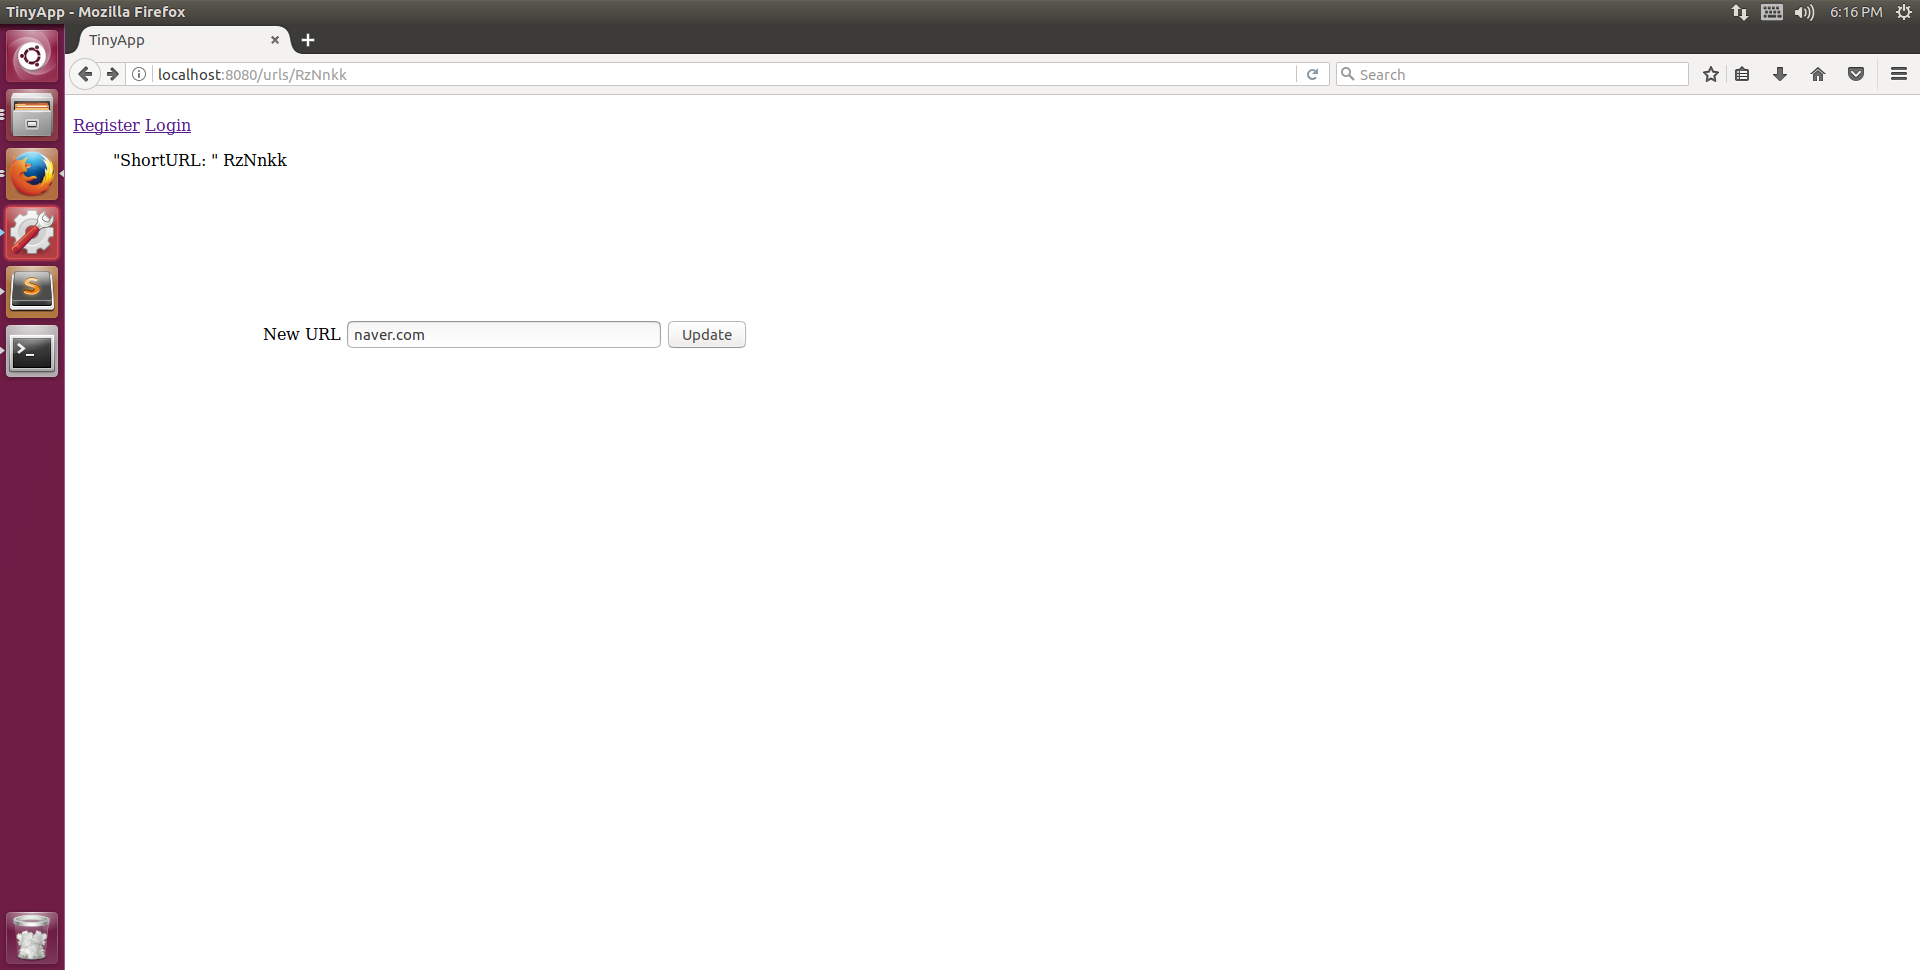 TinyApp - Mozilla Firefox
6:16 PM
TinyApp
localhost:8080/urls/RzNnkk
Search
Register Login
"ShortURL: " RzNnkk
New URL naver.com Update